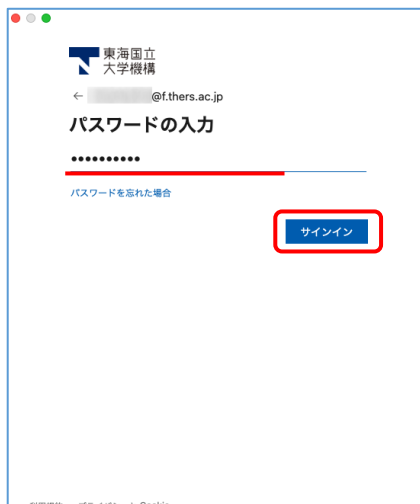 東海国立
大学機構
← @f.thers.ac.jp
パスワードの入力
••••••••••
パスワードを忘れた場合
サインイン